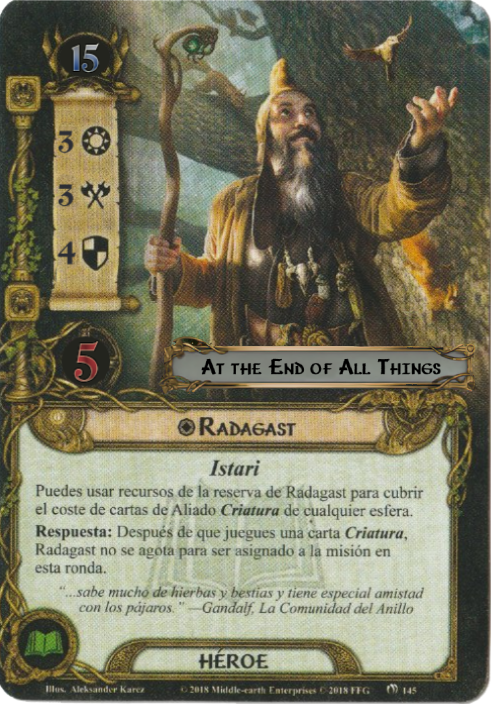 15
3
3
4
5
AT THE END OF ALL THINGS
RADAGAST
Istari
Puedes usar recursos de la reserva de Radagast para cubrir
el coste de cartas de Aliado Criatura de cualquier esfera.
Respuesta: Después de que juegues una carta Criatura,
Radagast no se agota para ser asignado a la misión en
esta ronda.
“...sabe mucho de hierbas y bestias y tiene especial amistad
con los pájaros.” —Gandalf, La Comunidad del Anillo
HÉROE
Illus. Aleksander Karcz © 2018 Middle-earth Enterprises © 2018 FFG 145